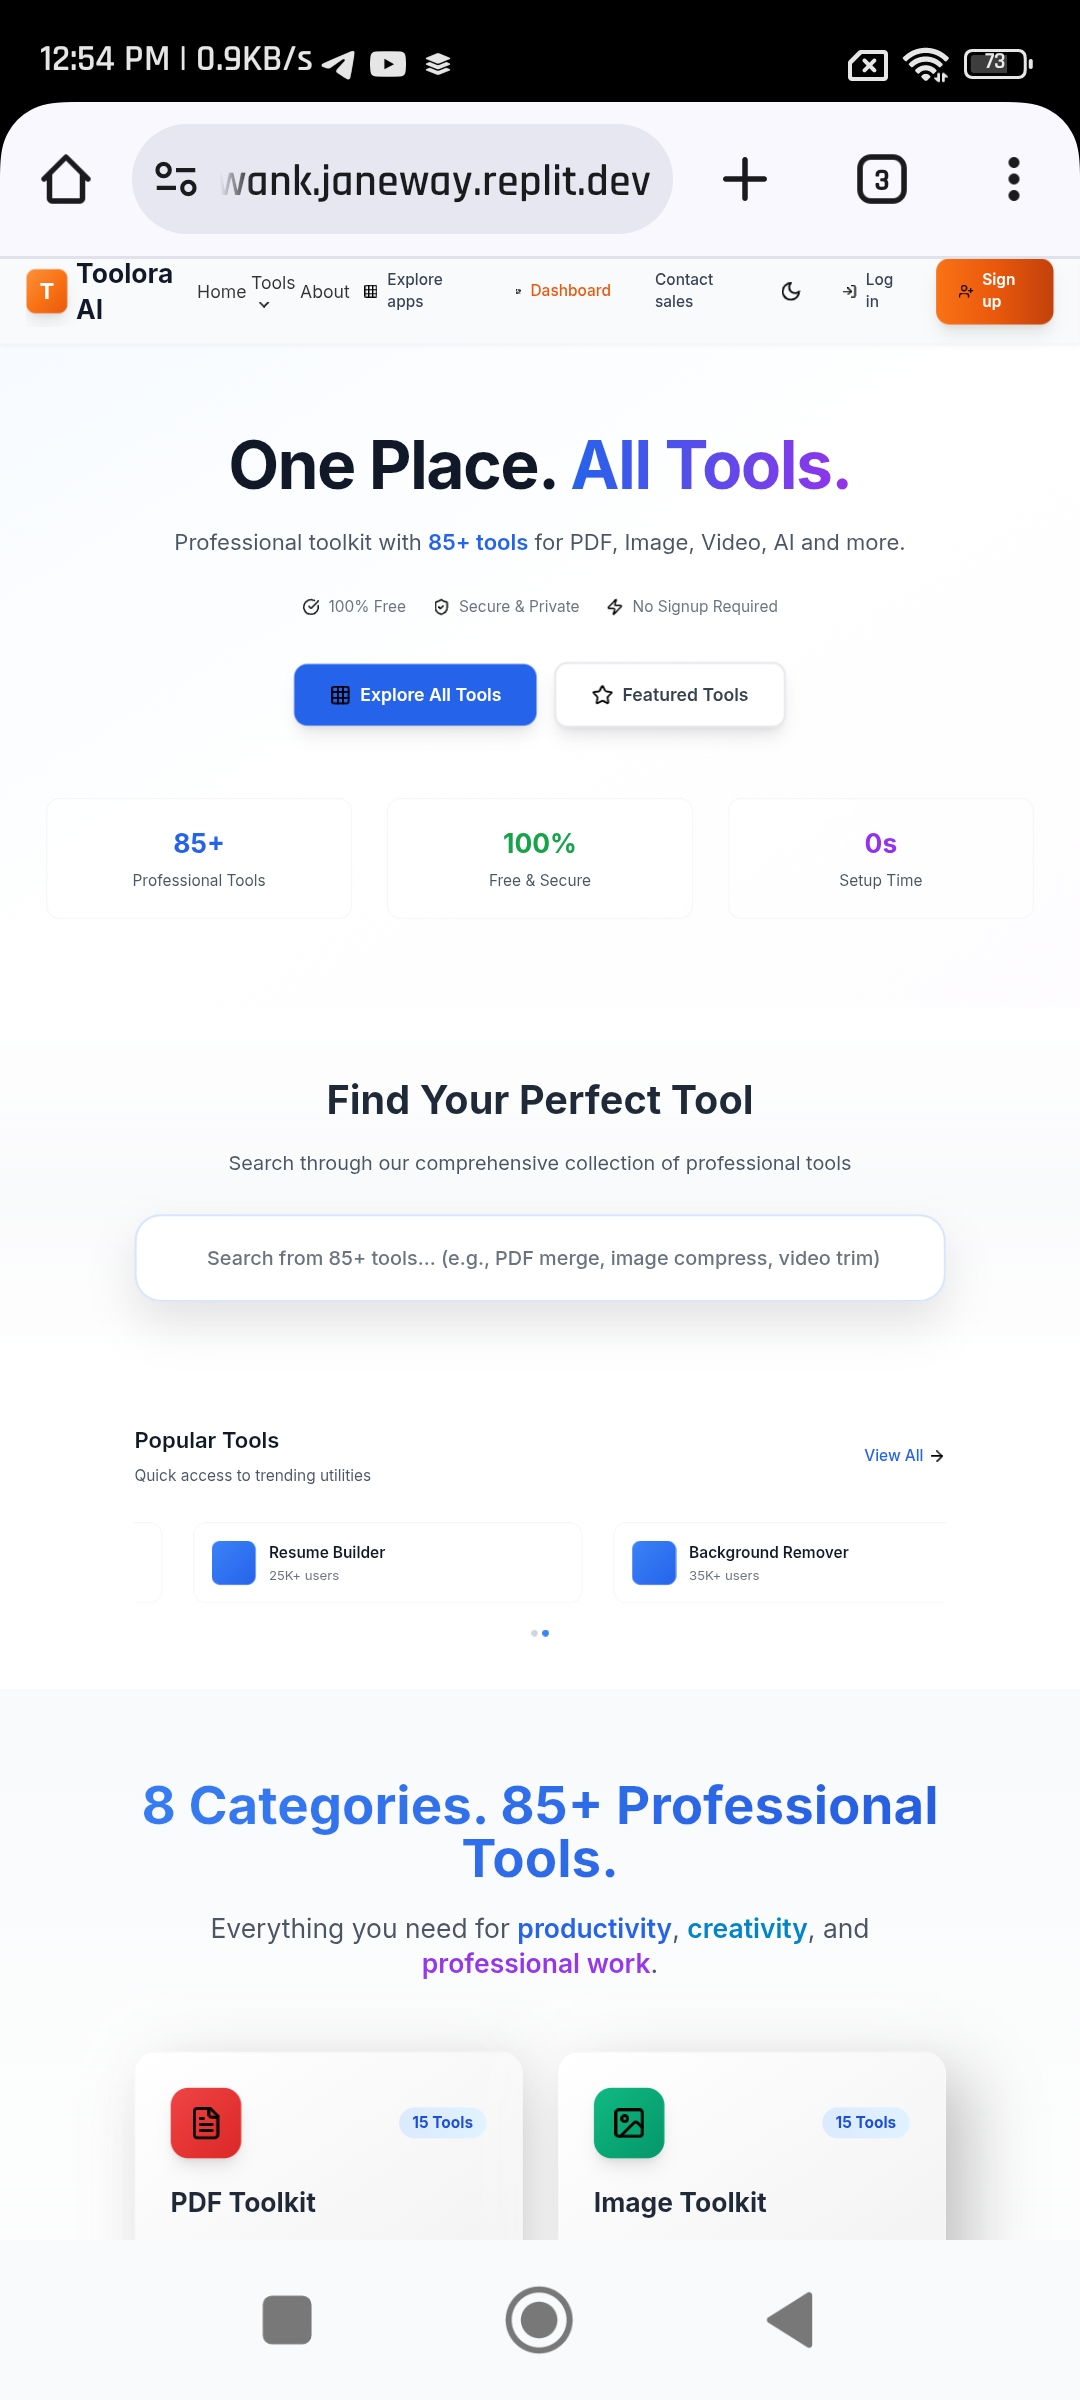 12:54 PM | 0.9KB/s
73
wank.janeway.replit.dev
3
T
Toolora AI
Home
Tools
About
Explore apps
Dashboard
Contact sales
Log in
Sign up
One Place. All Tools.
Professional toolkit with 85+ tools for PDF, Image, Video, AI and more.
100% Free
Secure & Private
No Signup Required
Explore All Tools
Featured Tools
85+
Professional Tools
100%
Free & Secure
0s
Setup Time
Find Your Perfect Tool
Search through our comprehensive collection of professional tools
Search from 85+ tools... (e.g., PDF merge, image compress, video trim)
Popular Tools
Quick access to trending utilities
View All
Resume Builder
25K+ users
Background Remover
35K+ users
8 Categories. 85+ Professional
Tools.
Everything you need for productivity, creativity, and
professional work.
15 Tools
PDF Toolkit
15 Tools
Image Toolkit